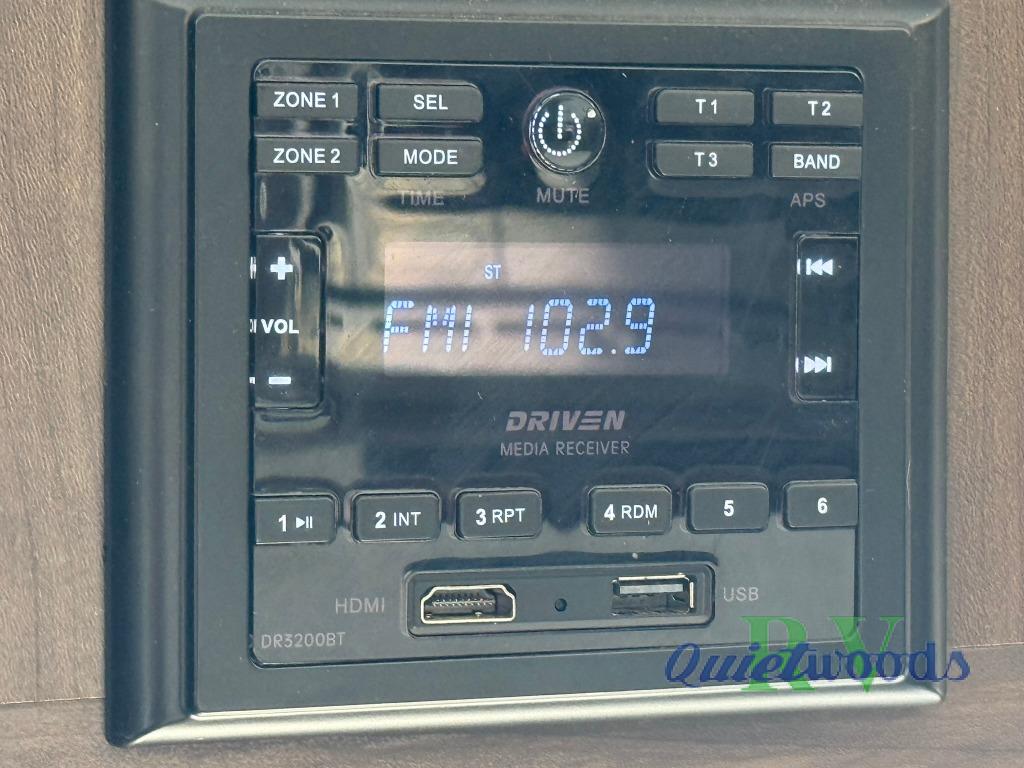 ZONE 1 SEL T1 T2
ZONE 2 MODE T3 BAND
TIME MUTE APS
ST
VOL
FM1 102.9
DRIVEN
MEDIA RECEIVER
1 2 INT 3 RPT 4 RDM 5 6
HDMI USB
DR3200BT
RV
Quietwoods